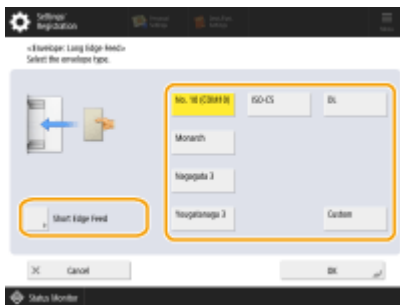 Settings/
Registration
<Envelope: Long Edge Feed>
Select the envelope type.
No. 10 (COM10)
ISO-C5
DL
Monarch
Nagagata 3
Yougatanaga 3
Custom
Short Edge Feed
Cancel
OK
Status Monitor